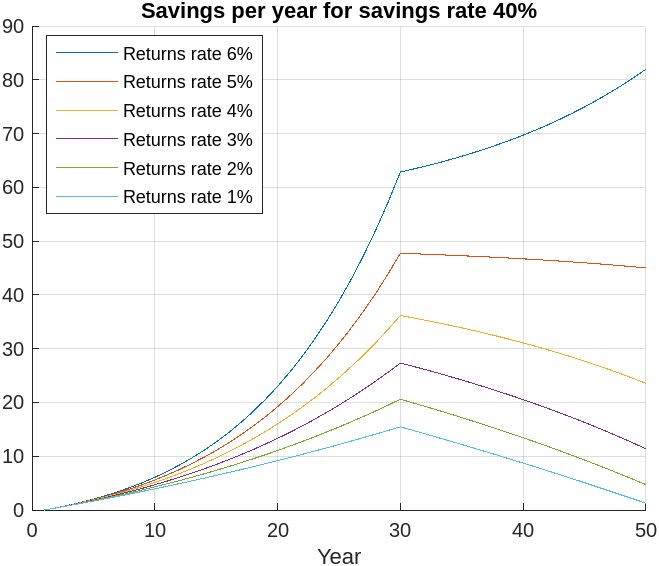 Savings per year for savings rate 40%
90
80
70
60
50
40
30
20
10
0
Returns rate 6%
Returns rate 5%
Returns rate 4%
Returns rate 3%
Returns rate 2%
Returns rate 1%
0 10 20 30 40 50
Year